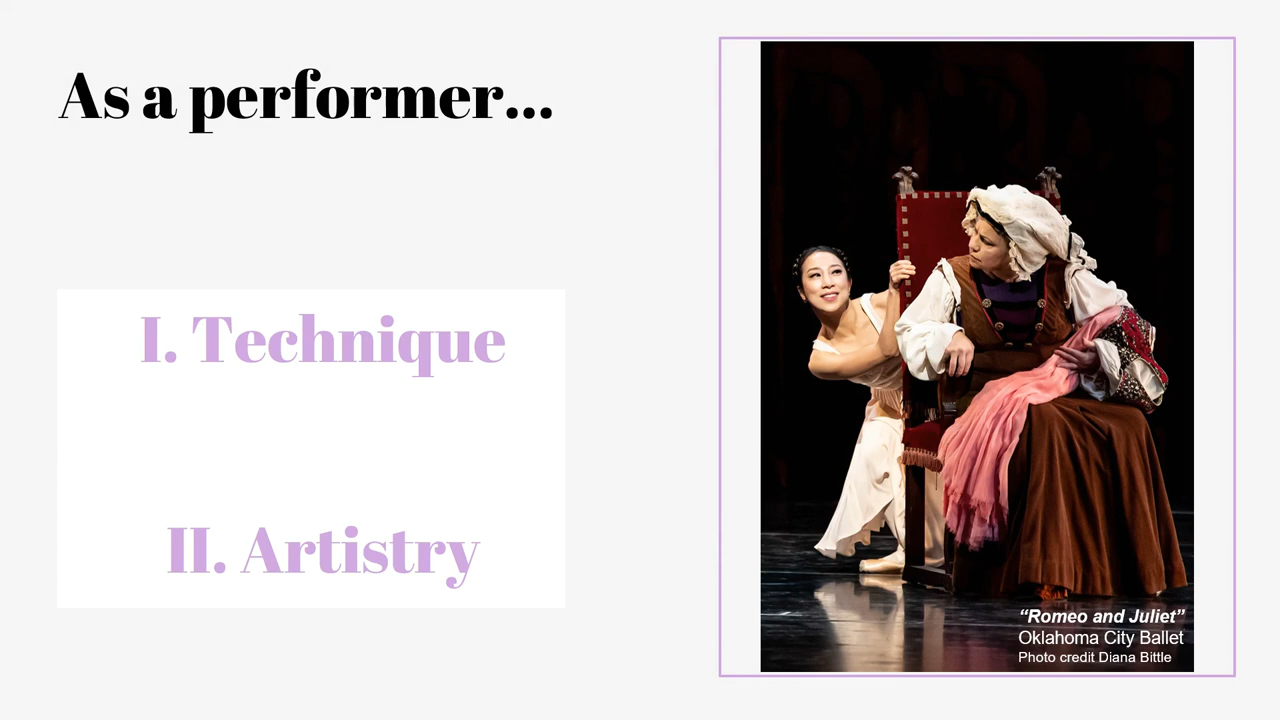 As a performer...
I. Technique
II. Artistry
“Romeo and Juliet”
Oklahoma City Ballet
Photo credit Diana Bittle